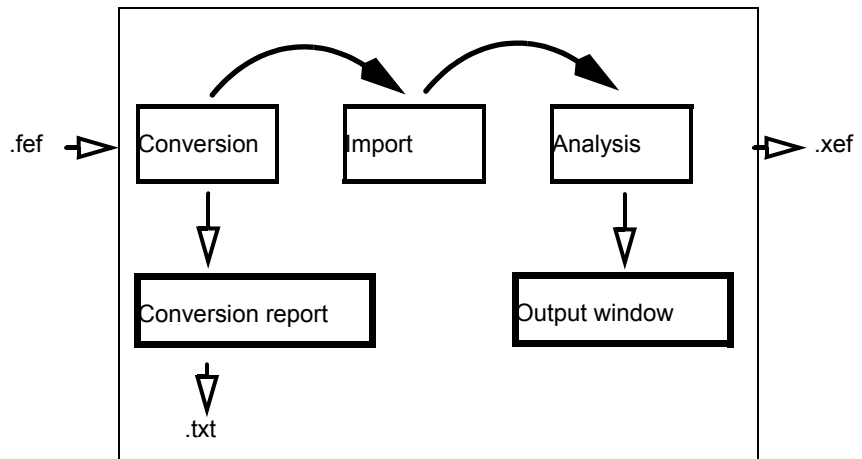 .fef
Conversion
Import
Analysis
.xef
Conversion report
Output window
.txt